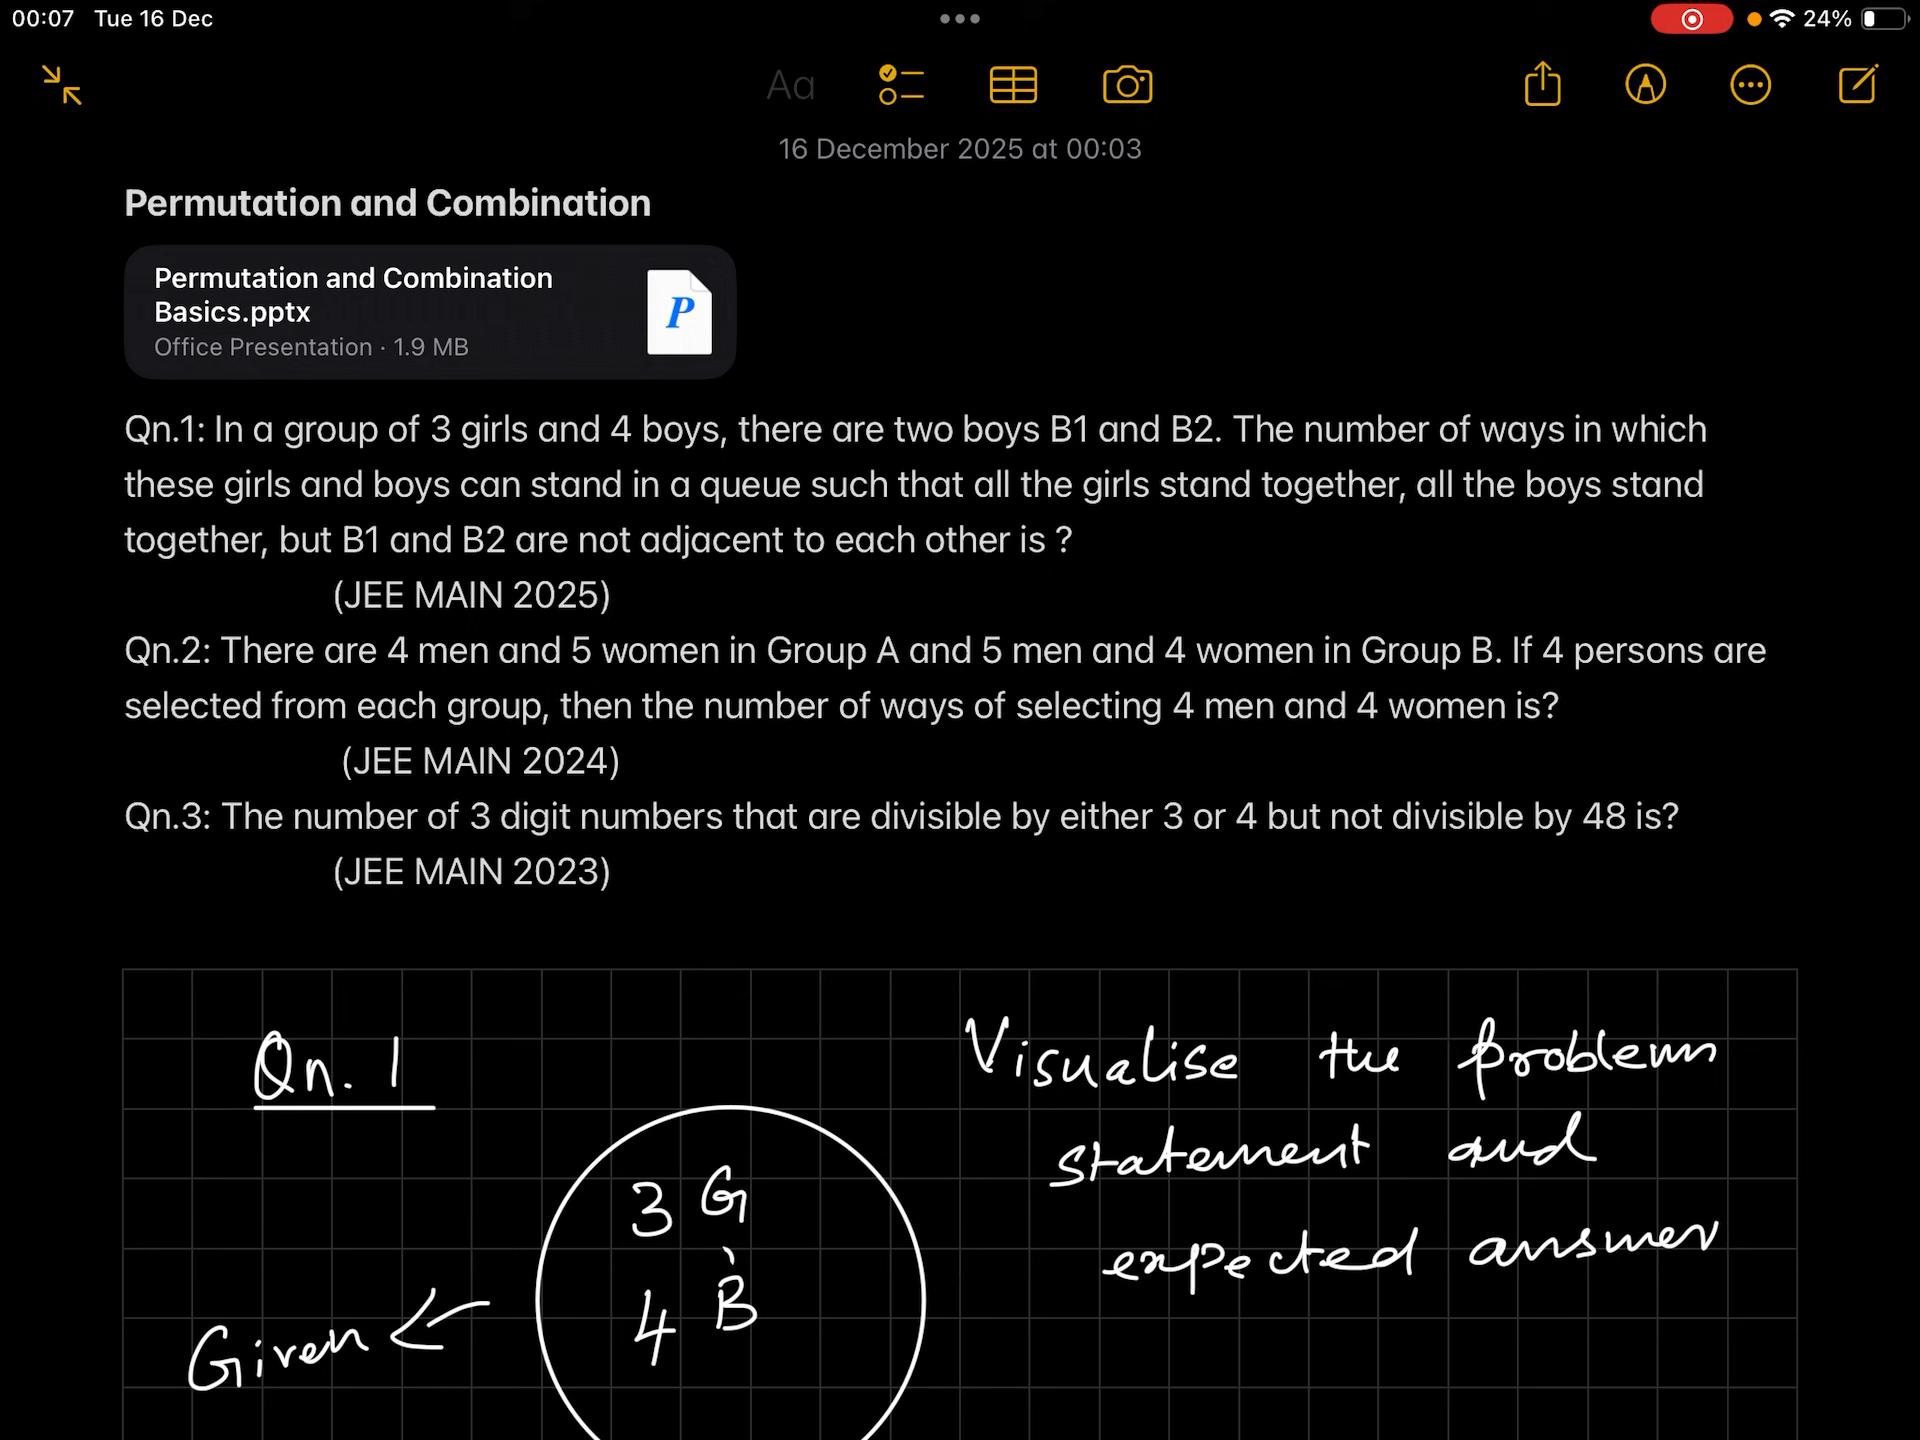 00:07 Tue 16 Dec
24%
Aa
16 December 2025 at 00:03
Permutation and Combination
Permutation and Combination
Basics.pptx
Office Presentation · 1.9 MB
P
Qn.1: In a group of 3 girls and 4 boys, there are two boys B1 and B2. The number of ways in which
these girls and boys can stand in a queue such that all the girls stand together, all the boys stand
together, but B1 and B2 are not adjacent to each other is ?
(JEE MAIN 2025)
Qn.2: There are 4 men and 5 women in Group A and 5 men and 4 women in Group B. If 4 persons are
selected from each group, then the number of ways of selecting 4 men and 4 women is?
(JEE MAIN 2024)
Qn.3: The number of 3 digit numbers that are divisible by either 3 or 4 but not divisible by 48 is?
(JEE MAIN 2023)
Qn. 1
Visualise the problem
statement and
expected answer
3 G
4 B
Given